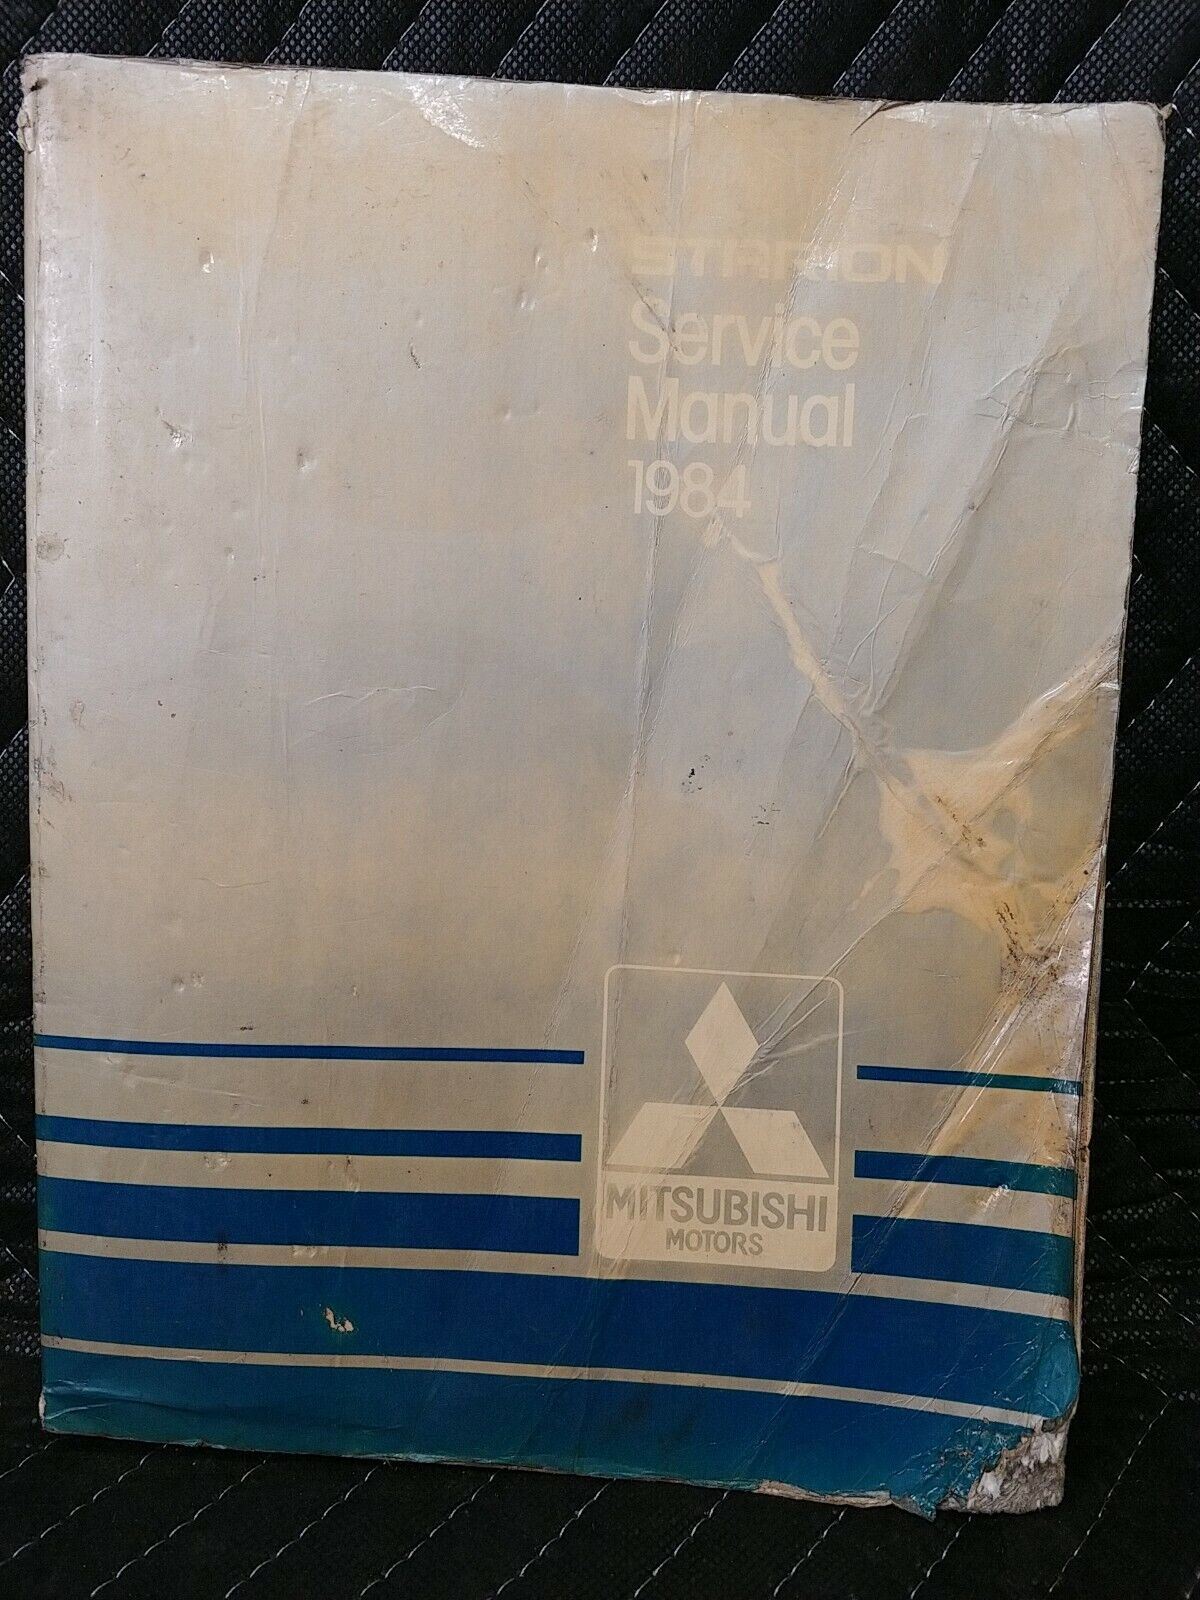 STARION
Service
Manual
1984
MITSUBISHI
MOTORS